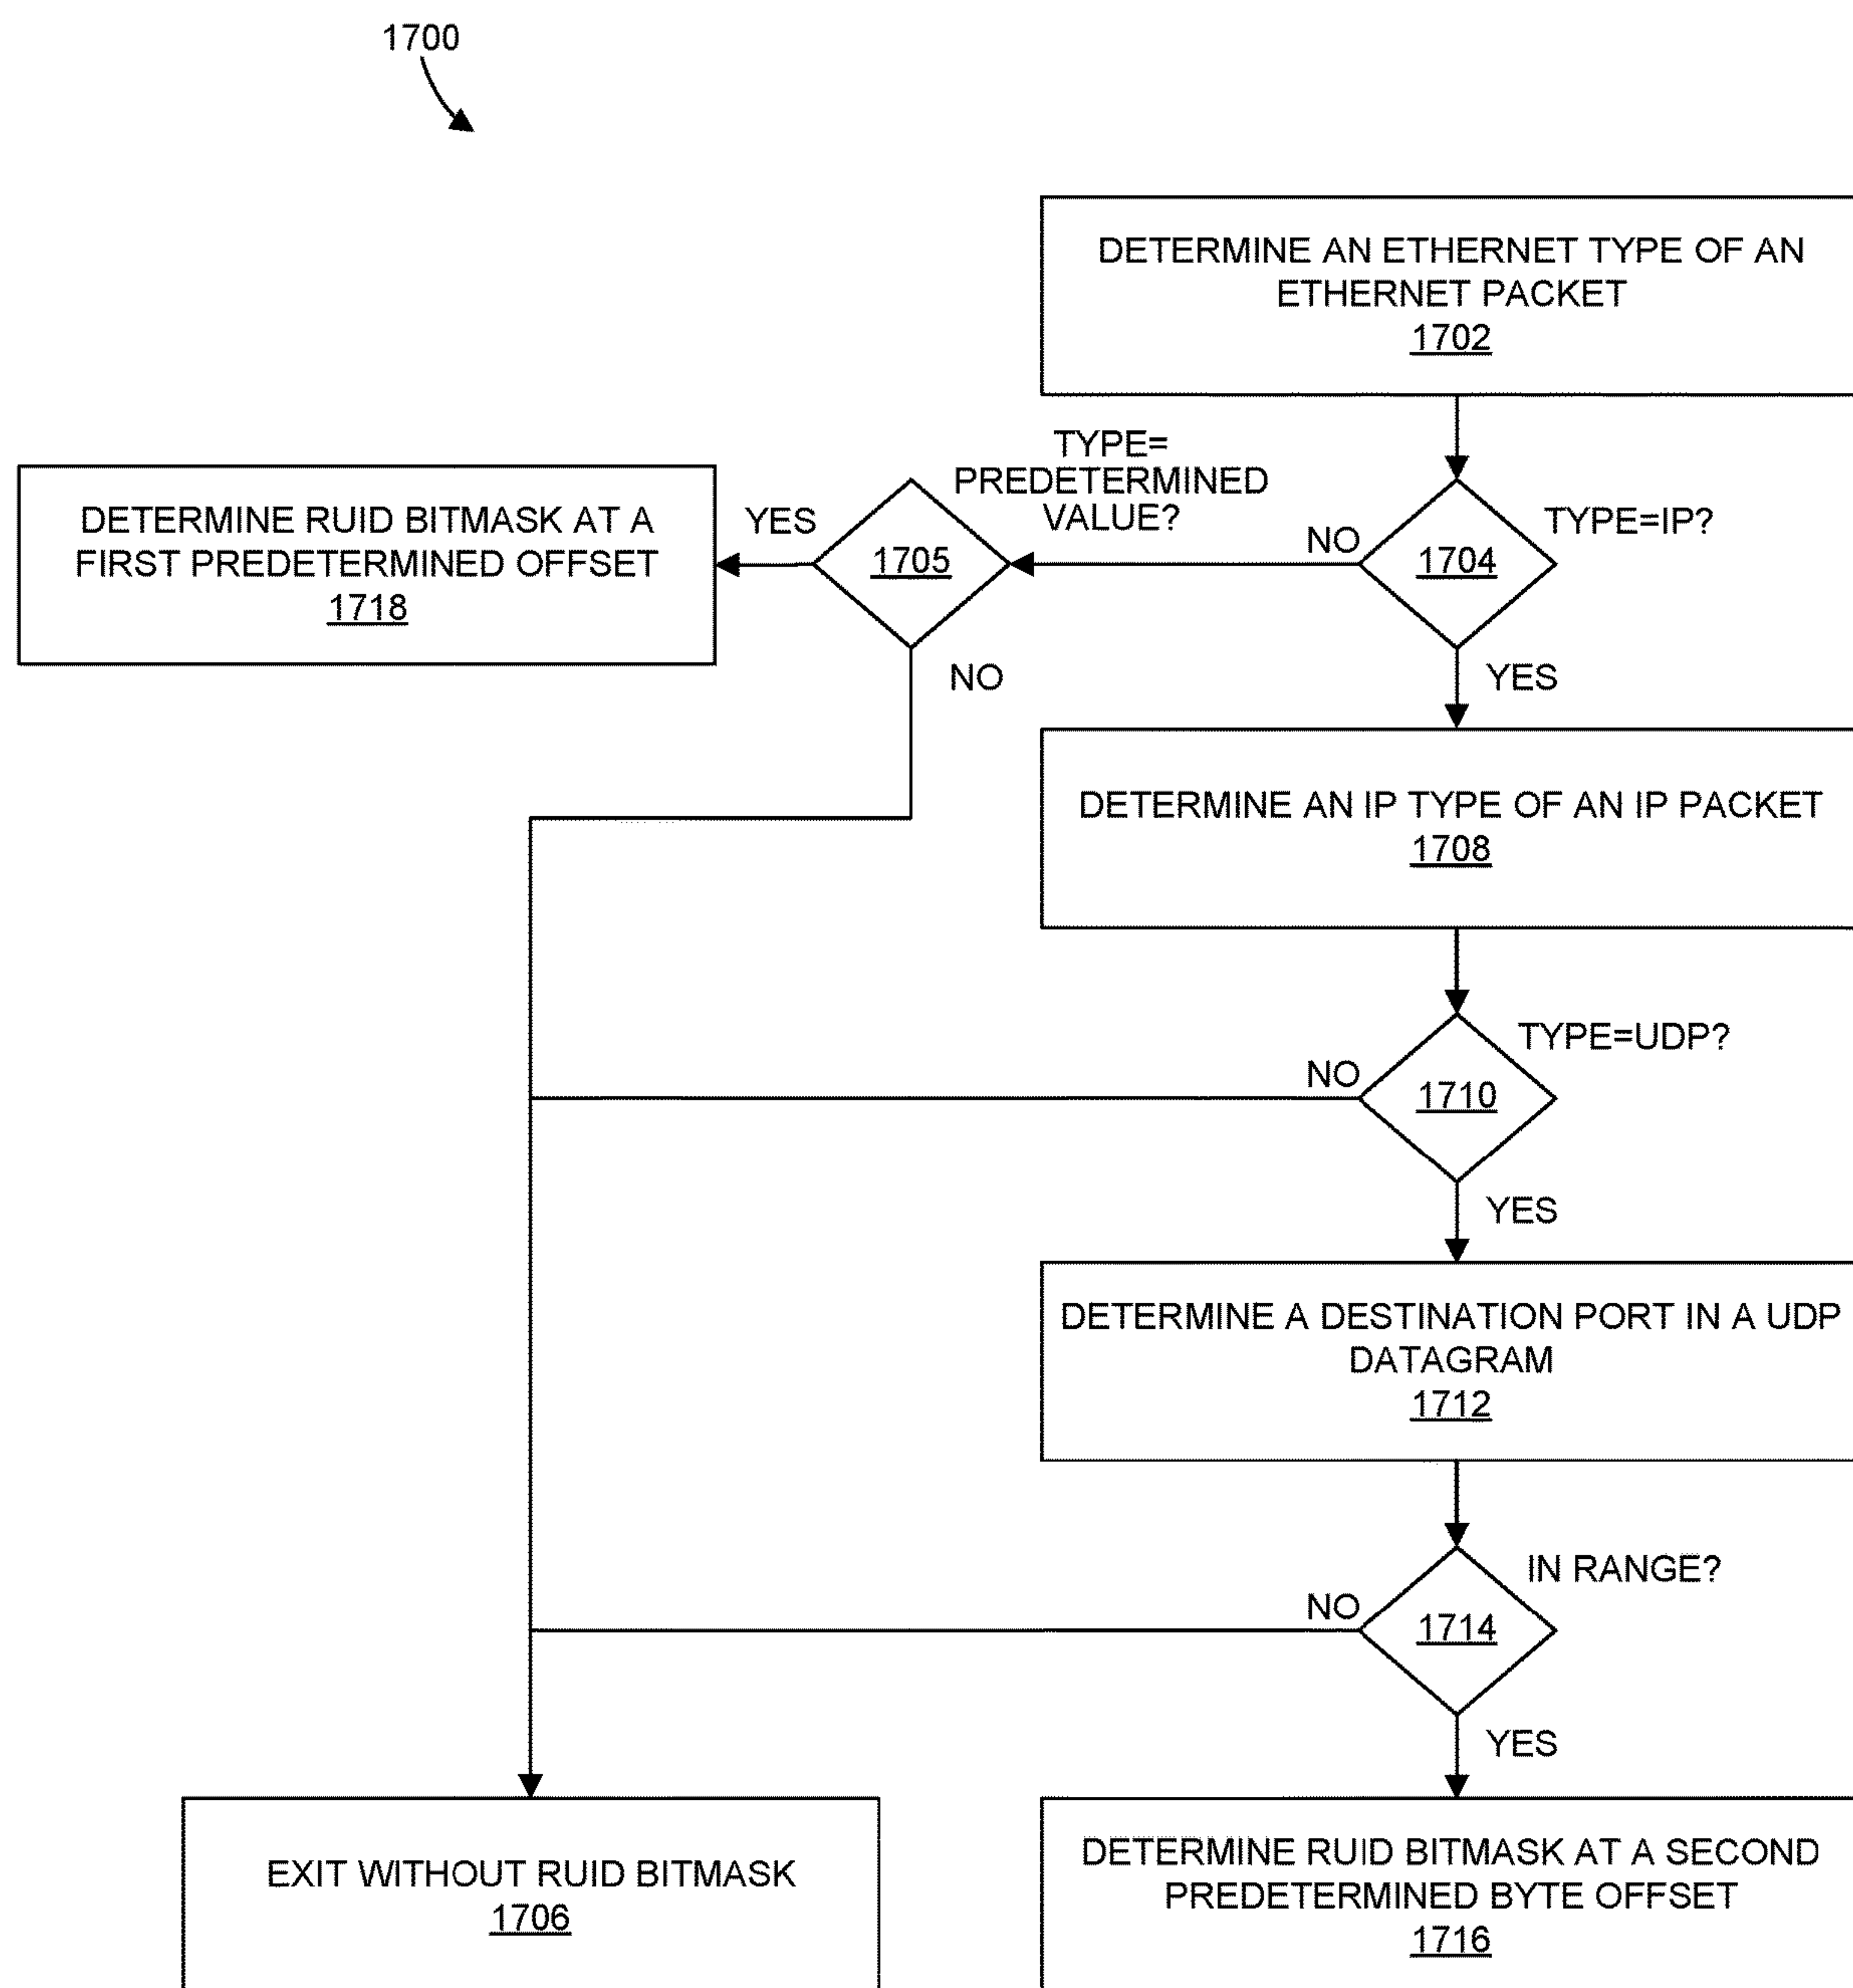 1700
DETERMINE AN ETHERNET TYPE OF AN
ETHERNET PACKET
1702
TYPE=
PREDETERMINED
VALUE?
DETERMINE RUID BITMASK AT A
FIRST PREDETERMINED OFFSET
1718
YES
1705
NO
TYPE=IP?
1704
NO
YES
DETERMINE AN IP TYPE OF AN IP PACKET
1708
TYPE=UDP?
NO
1710
YES
DETERMINE A DESTINATION PORT IN A UDP
DATAGRAM
1712
IN RANGE?
NO
1714
YES
EXIT WITHOUT RUID BITMASK
1706
DETERMINE RUID BITMASK AT A SECOND
PREDETERMINED BYTE OFFSET
1716